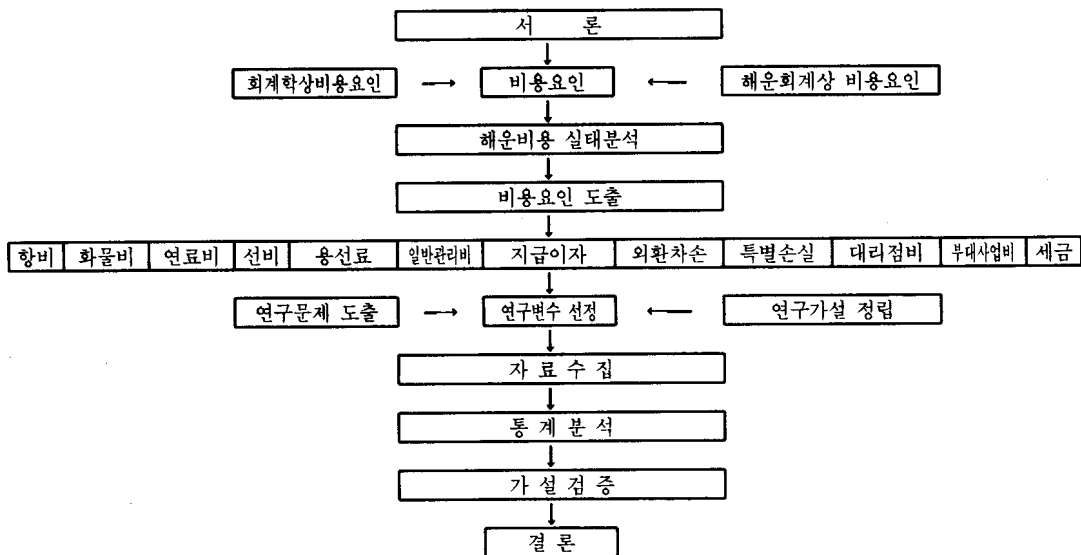 서 론
회계학상비용요인 → 비용요인 ← 해운회계상 비용요인
해운비용 실태분석
비용요인 도출
항비 화물비 연료비 선비 용선료 일반관리비 지급이자 외환차손 특별손실 대리점비 부대사업비 세금
연구문제 도출 → 연구변수 선정 ← 연구가설 정립
자 료 수 집
통 계 분 석
가 설 검 증
결 론